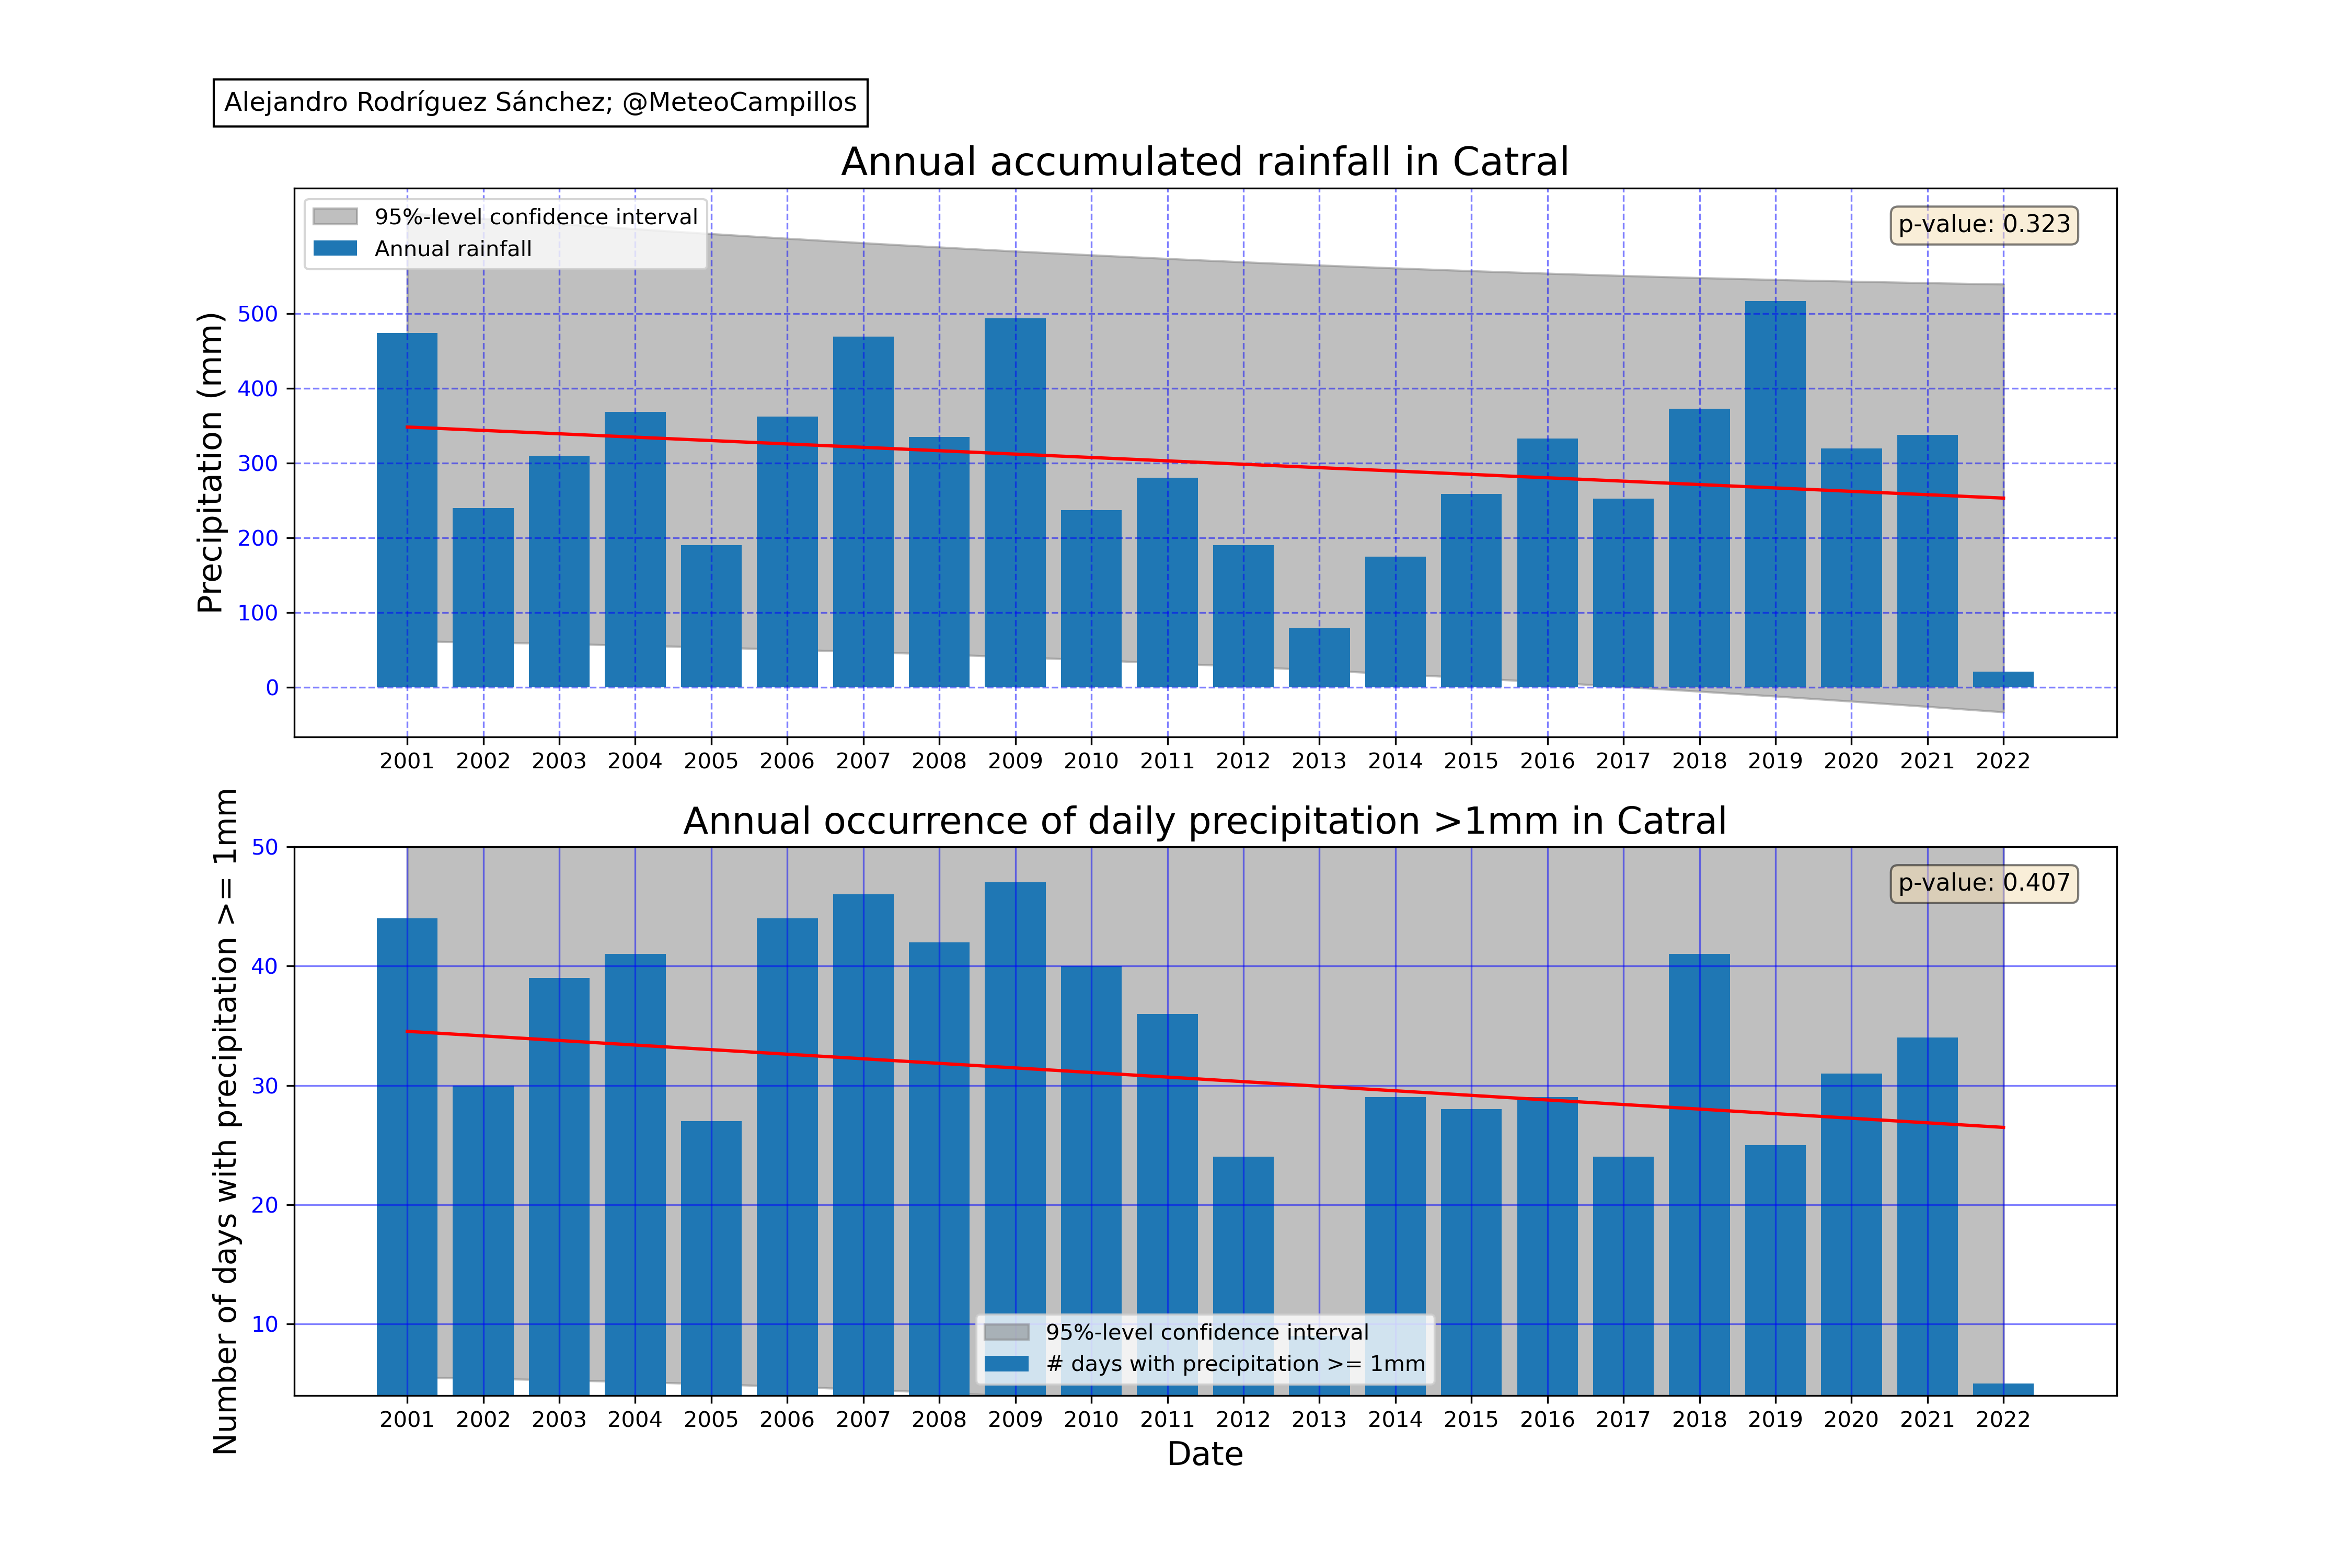 Alejandro Rodríguez Sánchez; @MeteoCampillos
Annual accumulated rainfall in Catral
95%-level confidence interval
Annual rainfall
p-value: 0.323
Precipitation (mm)
500
400
300
200
100
0
2001 2002 2003 2004 2005 2006 2007 2008 2009 2010 2011 2012 2013 2014 2015 2016 2017 2018 2019 2020 2021 2022
Annual occurrence of daily precipitation >1mm in Catral
p-value: 0.407
Number of days with precipitation >= 1mm
50
40
30
20
10
95%-level confidence interval
# days with precipitation >= 1mm
2001 2002 2003 2004 2005 2006 2007 2008 2009 2010 2011 2012 2013 2014 2015 2016 2017 2018 2019 2020 2021 2022
Date